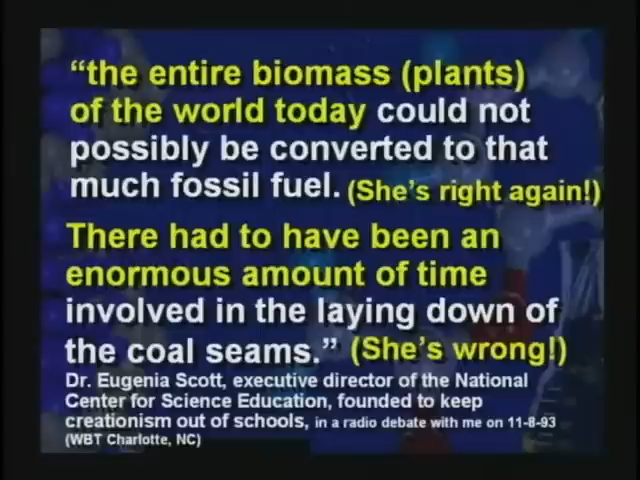 “the entire biomass (plants)
of the world today could not
possibly be converted to that
much fossil fuel. (She’s right again!)
There had to have been an
enormous amount of time
involved in the laying down of
the coal seams.” (She’s wrong!)
Dr. Eugenia Scott, executive director of the National
Center for Science Education, founded to keep
creationism out of schools, in a radio debate with me on 11-8-93
(WBT Charlotte, NC)